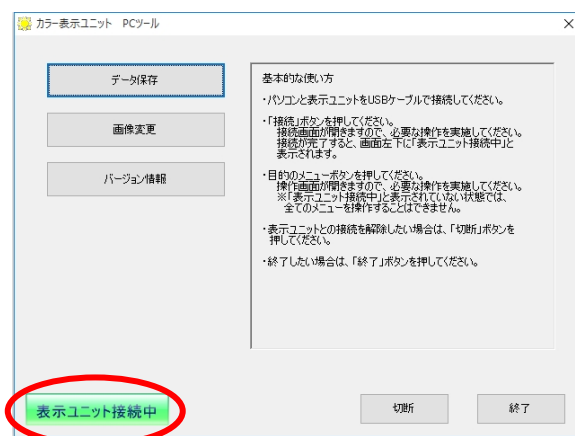 カラー表示ユニット PCツール
データ保存
画像変更
バージョン情報
基本的な使い方
・パソコンと表示ユニットをUSBケーブルで接続してください。
・「接続」ボタンを押してください。
接続画面が開きますので、必要な操作を実施してください。
接続が完了すると、画面左下に「表示ユニット接続中」と
表示されます。
・目的のメニューボタンを押してください。
操作画面が開きますので、必要な操作を実施してください。
※「表示ユニット接続中」と表示されていない状態では、
全てのメニューを操作することはできません。
・表示ユニットとの接続を解除したい場合は、「切断」ボタンを
押してください。
・終了したい場合は、「終了」ボタンを押してください。
表示ユニット接続中
切断
終了